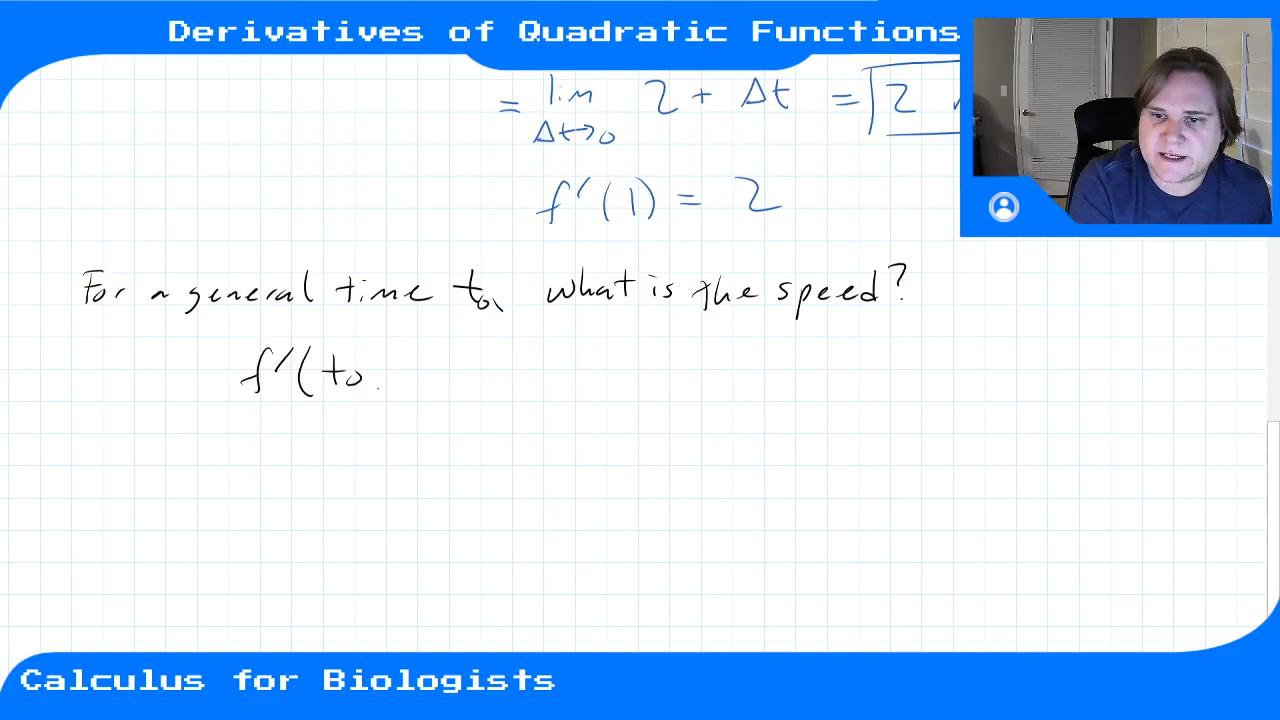 Derivatives of Quadratic Functions
= lim 2 + Δt = 2
Δt→0
f'(1) = 2
For a general time t₀, what is the speed?
f'(t₀
Calculus for Biologists